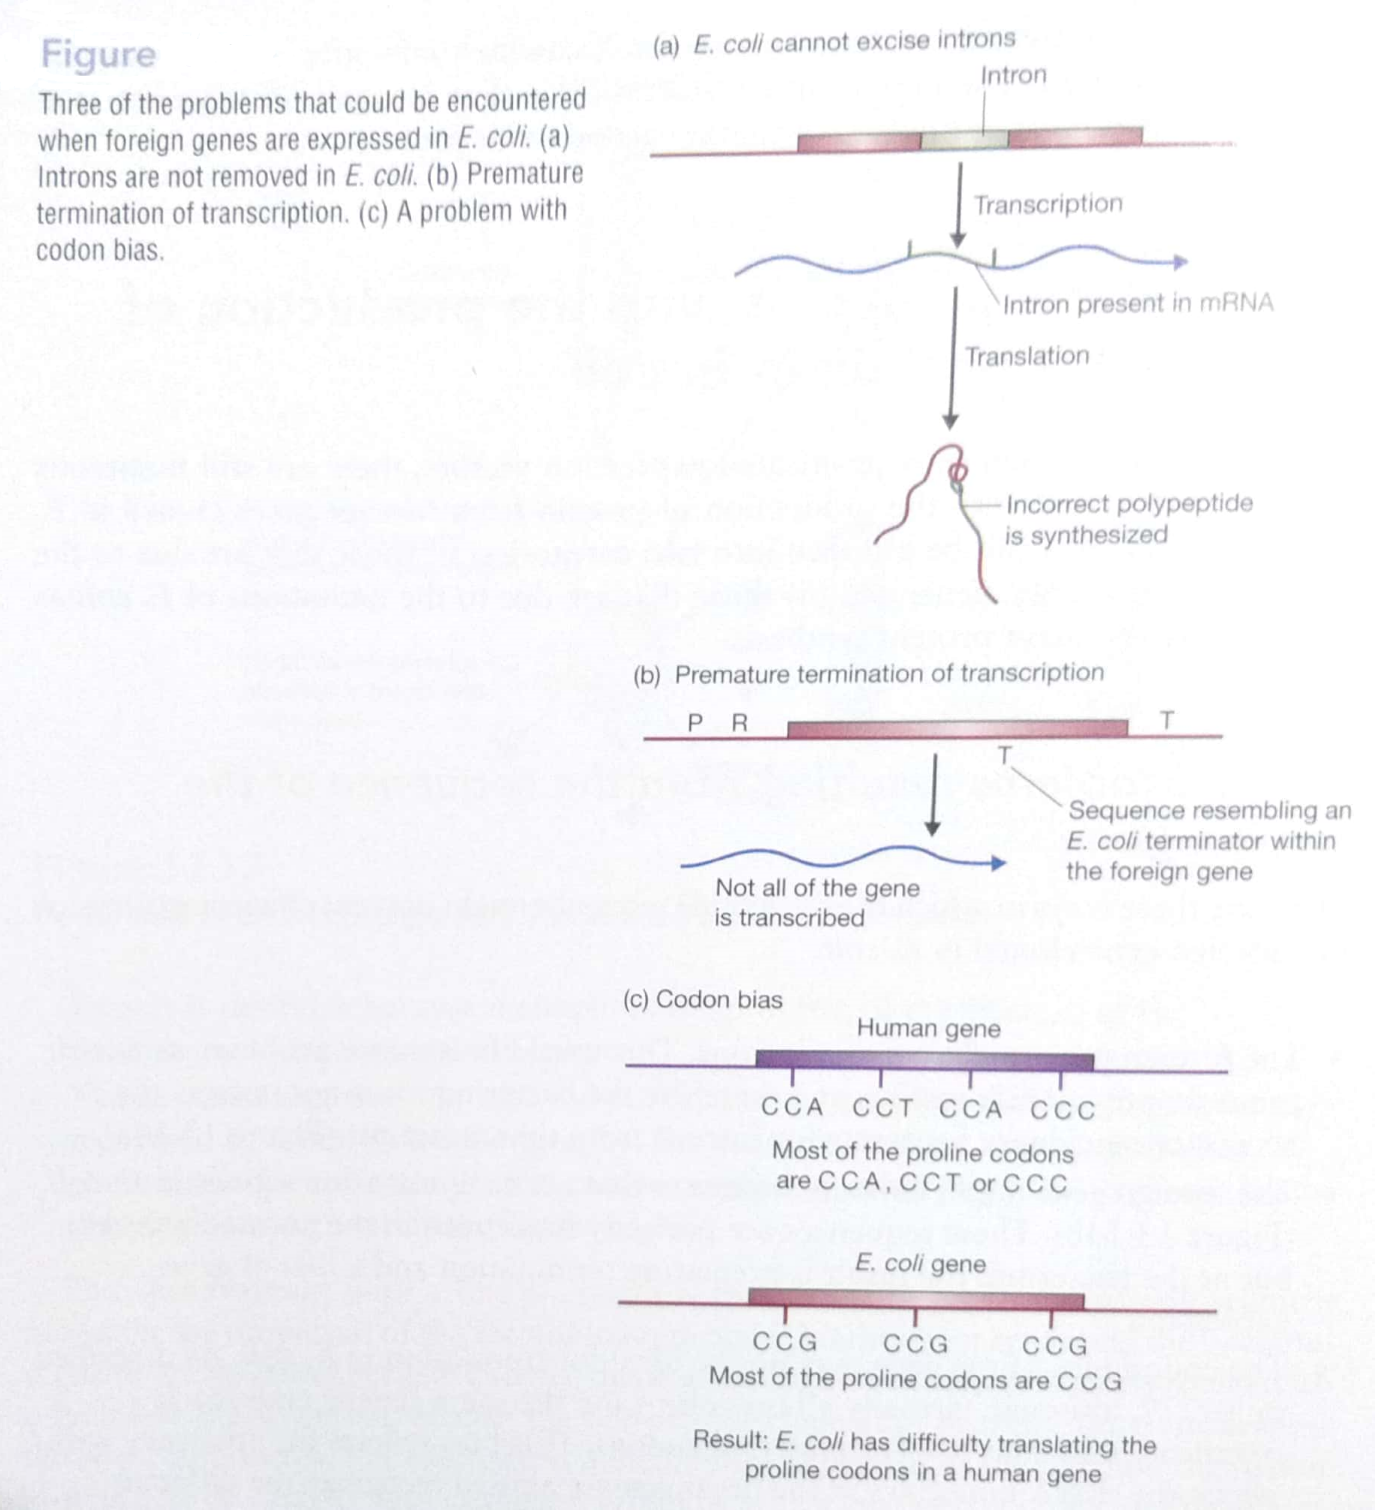 Figure
Three of the problems that could be encountered
when foreign genes are expressed in E. coli. (a)
Introns are not removed in E. coli. (b) Premature
termination of transcription. (c) A problem with
codon bias.
(a) E. coli cannot excise introns
Intron
Transcription
Intron present in mRNA
Translation
Incorrect polypeptide
is synthesized
(b) Premature termination of transcription
P R T
T
Sequence resembling an
E. coli terminator within
the foreign gene
Not all of the gene
is transcribed
(c) Codon bias
Human gene
CCA CCT CCA CCC
Most of the proline codons
are CCA, CCT or CCC
E. coli gene
CCG CCG CCG
Most of the proline codons are CCG
Result: E. coli has difficulty translating the
proline codons in a human gene